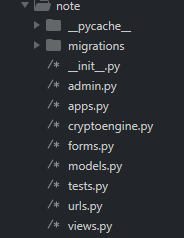 note
__pycache__
migrations
/* __init__.py
/* admin.py
/* apps.py
/* cryptoengine.py
/* forms.py
/* models.py
/* tests.py
/* urls.py
/* views.py